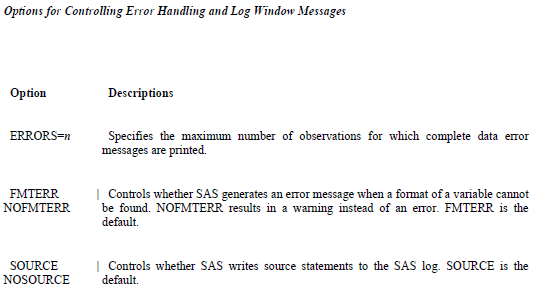 Options for Controlling Error Handling and Log Window Messages
Option Descriptions
ERRORS=n Specifies the maximum number of observations for which complete data error
messages are printed.
FMTERR | Controls whether SAS generates an error message when a format of a variable cannot
NOFMTERR be found. NOFMTERR results in a warning instead of an error. FMTERR is the
default.
SOURCE | Controls whether SAS writes source statements to the SAS log. SOURCE is the
NOSOURCE default.